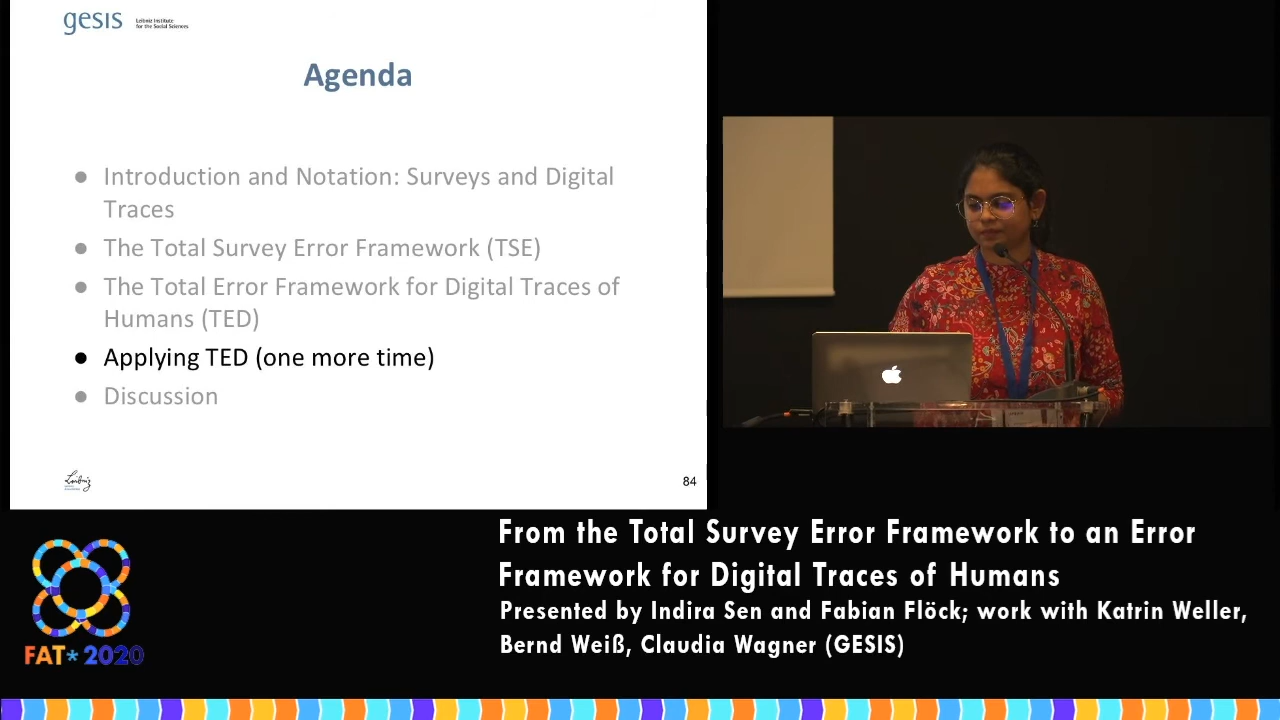 gesis
Leibniz Institute
for the Social Sciences
Agenda
● Introduction and Notation: Surveys and Digital
Traces
● The Total Survey Error Framework (TSE)
● The Total Error Framework for Digital Traces of
Humans (TED)
● Applying TED (one more time)
● Discussion
Leibniz
84
From the Total Survey Error Framework to an Error
Framework for Digital Traces of Humans
Presented by Indira Sen and Fabian Flöck; work with Katrin Weller,
Bernd Weiß, Claudia Wagner (GESIS)
FAT* 2020